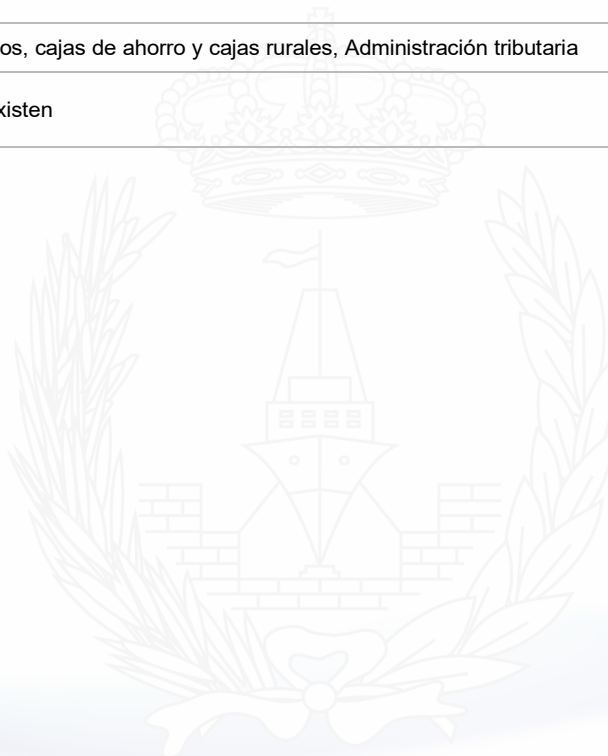 os, cajas de ahorro y cajas rurales, Administración tributaria
xisten